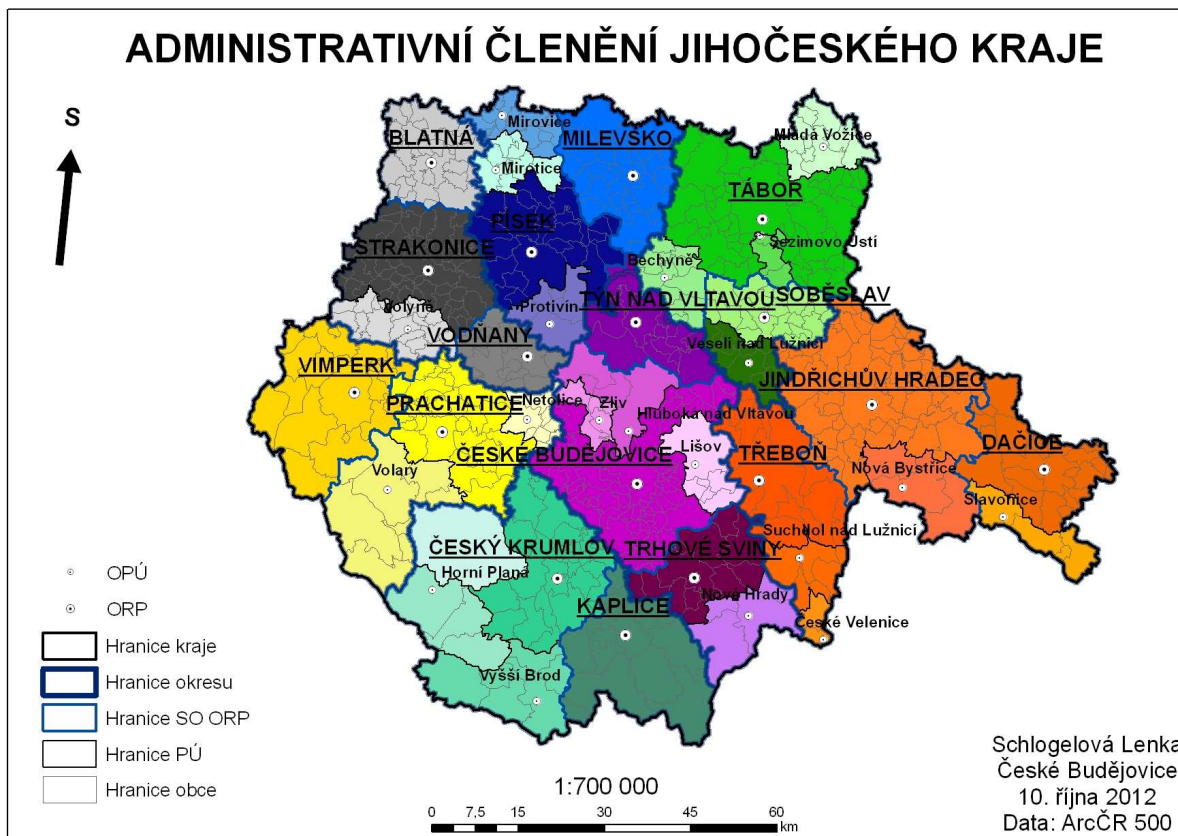 ADMINISTRATIVNÍ ČLENĚNÍ JIHOČESKÉHO KRAJE
S
Mirovice
BLATNÁ
MILEVSKO
Mladá Vožice
Mirotice
TÁBOR
PÍSEK
STRAKONICE
Sezimovo Ústí
Bechyně
TÝN NAD VLTAVOU
SOBĚSLAV
Volyně
Protivín
VODŇANY
Veselí nad Lužnicí
VIMPERK
JINDŘICHŮV HRADEC
PRACHATICE
Netolice
Zliv
Hluboká nad Vltavou
DAČICE
ČESKÉ BUDĚJOVICE
Lišov
TŘEBOŇ
Volary
Nová Bystřice
Slavonice
Suchdol nad Lužnicí
ČESKÝ KRUMLOV
TRHOVÉ SVINY
Horní Planá
Nové Hrady
KAPLICE
České Velenice
Vyšší Brod
OPÚ
ORP
Hranice kraje
Hranice okresu
Hranice SO ORP
Hranice PÚ
Hranice obce
1:700 000
0 7,5 15 30 45 60
km
Schlogelová Lenka
České Budějovice
10. října 2012
Data: ArcČR 500